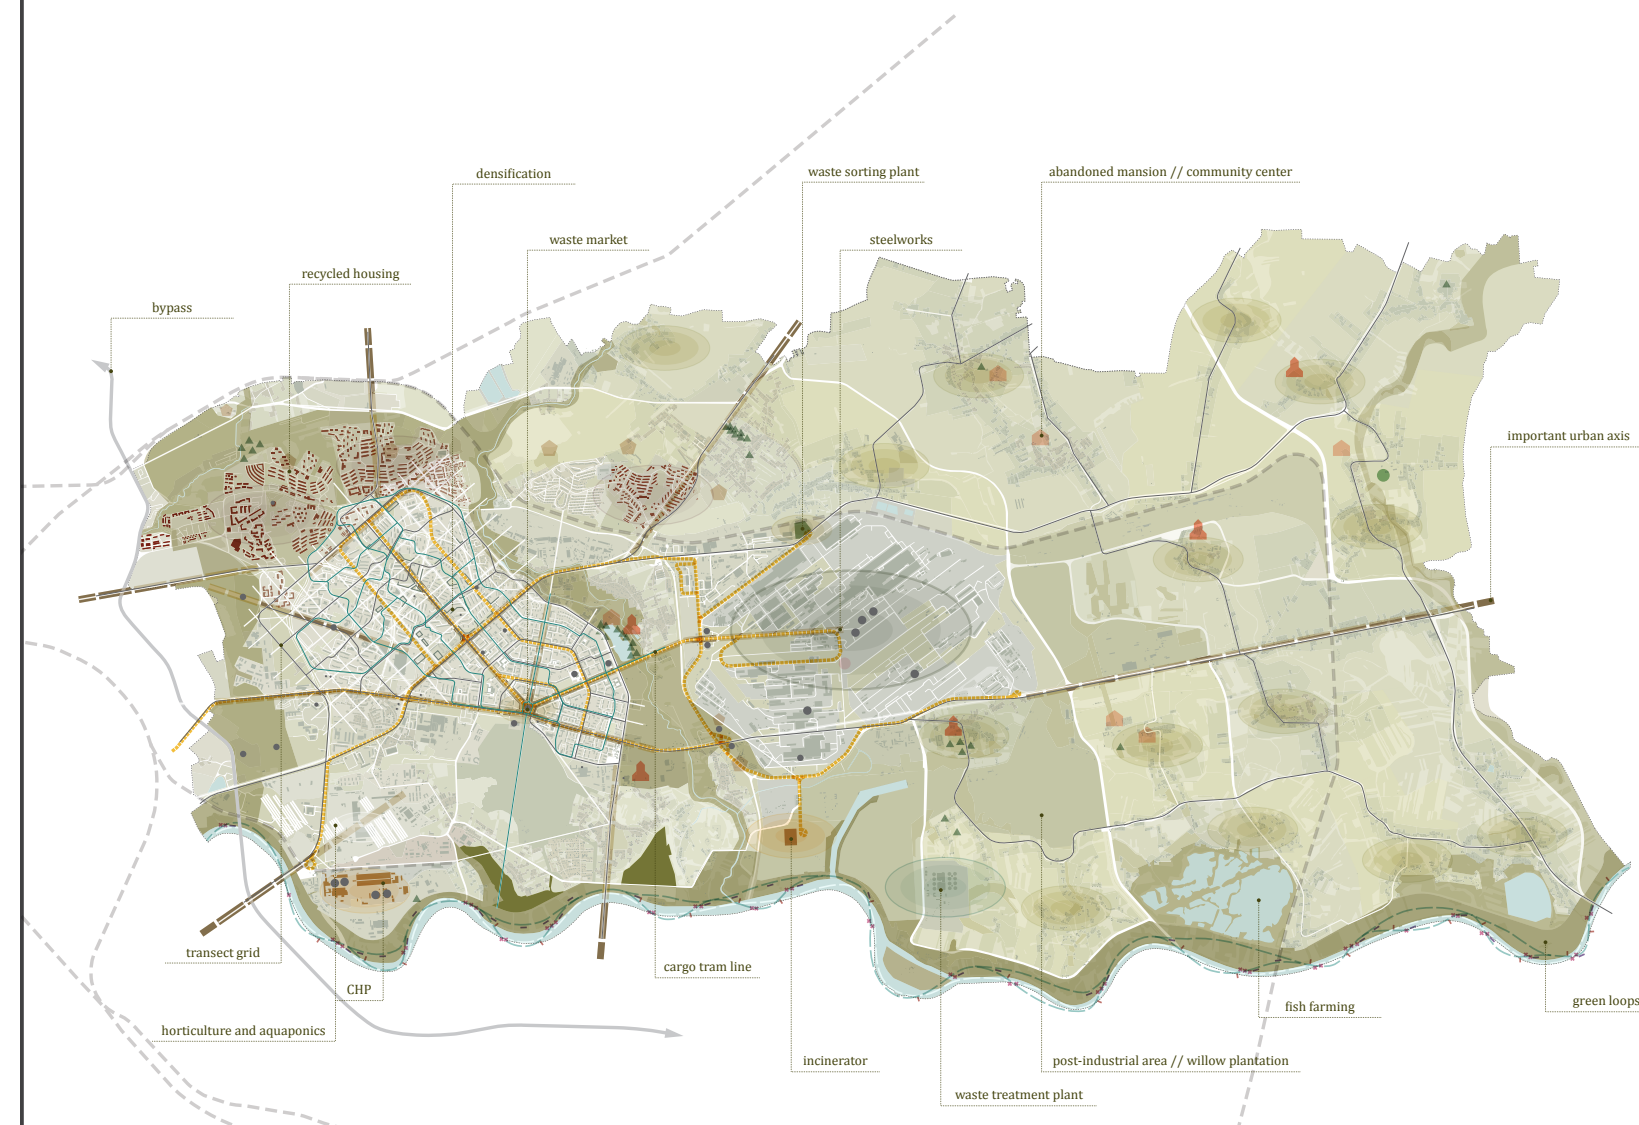 densification
waste sorting plant
abandoned mansion // community center
waste market
steelworks
recycled housing
bypass
important urban axis
transect grid
cargo tram line
CHP
green loops
fish farming
horticulture and aquaponics
incinerator
post-industrial area // willow plantation
waste treatment plant